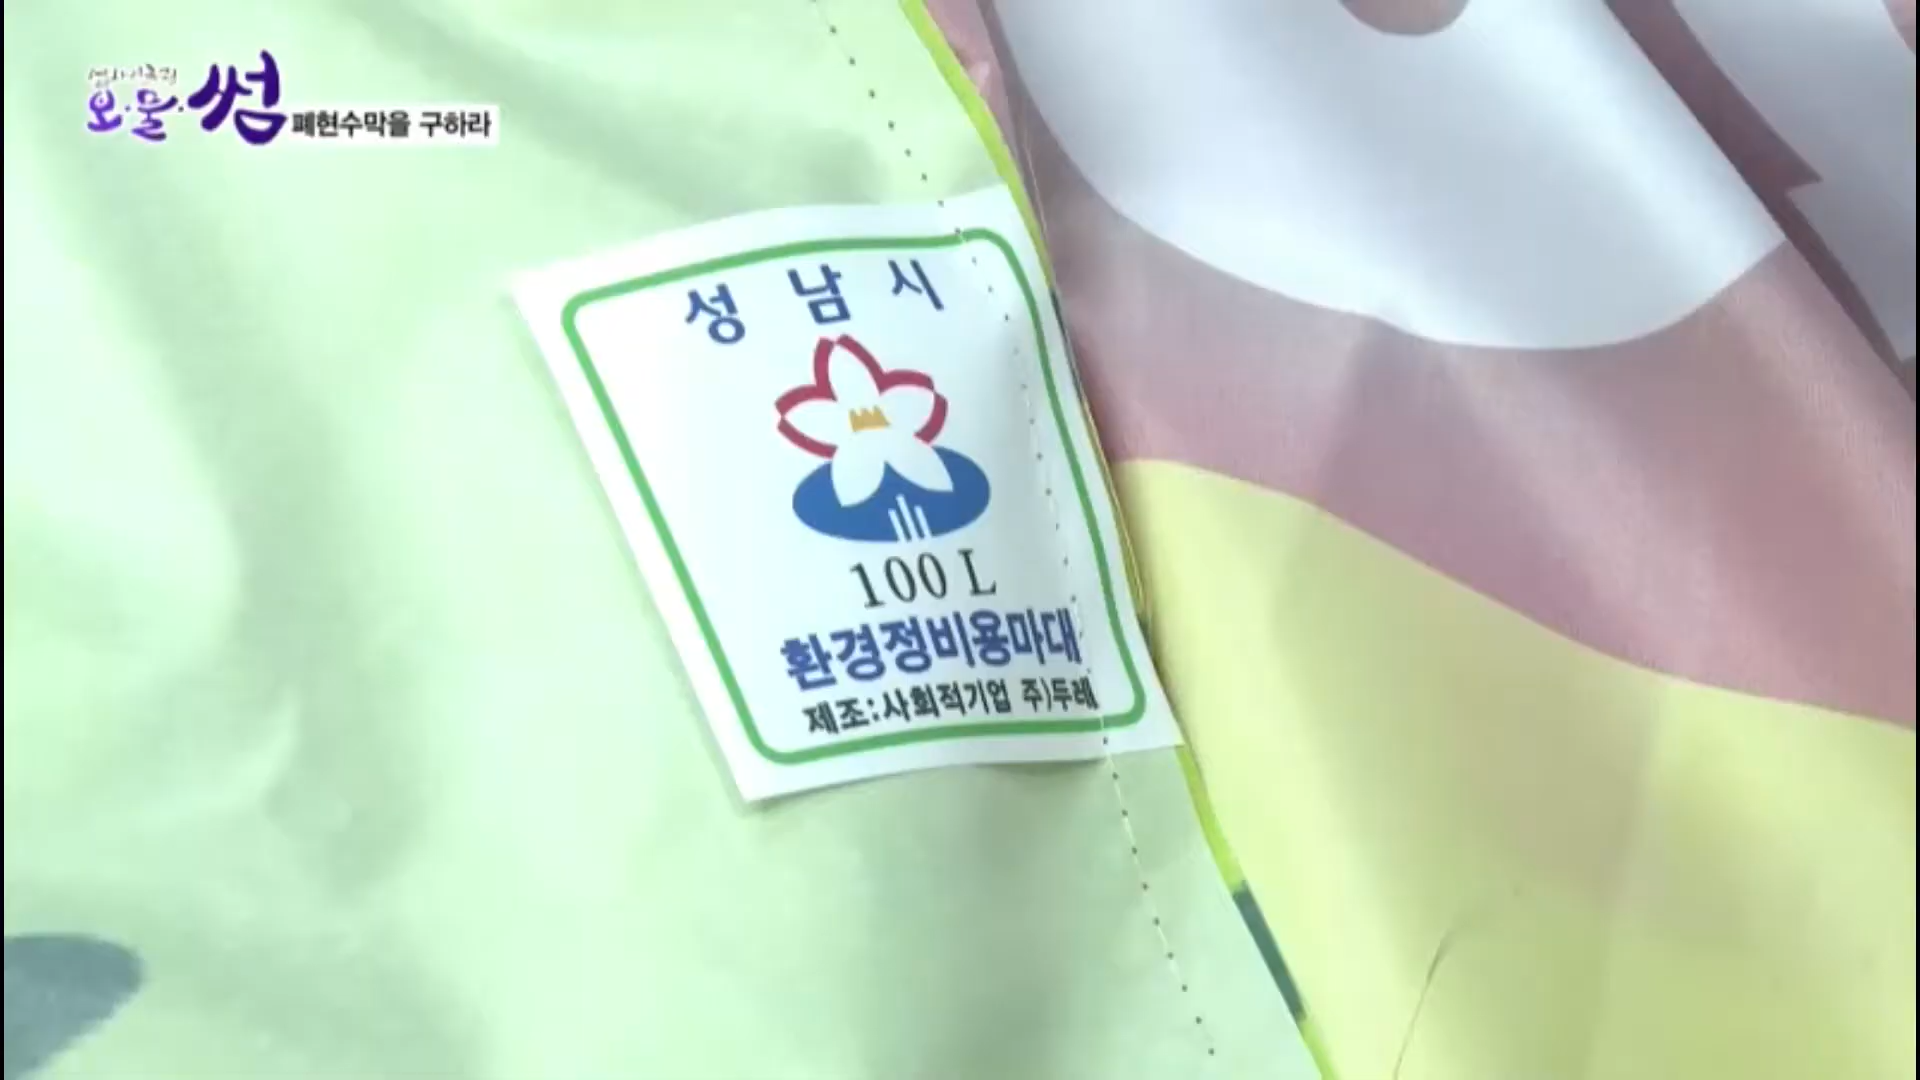 오·물·썸 폐현수막을 구하라
성남시
100 L
환경정비용마대
제조:사회적기업 주)두레